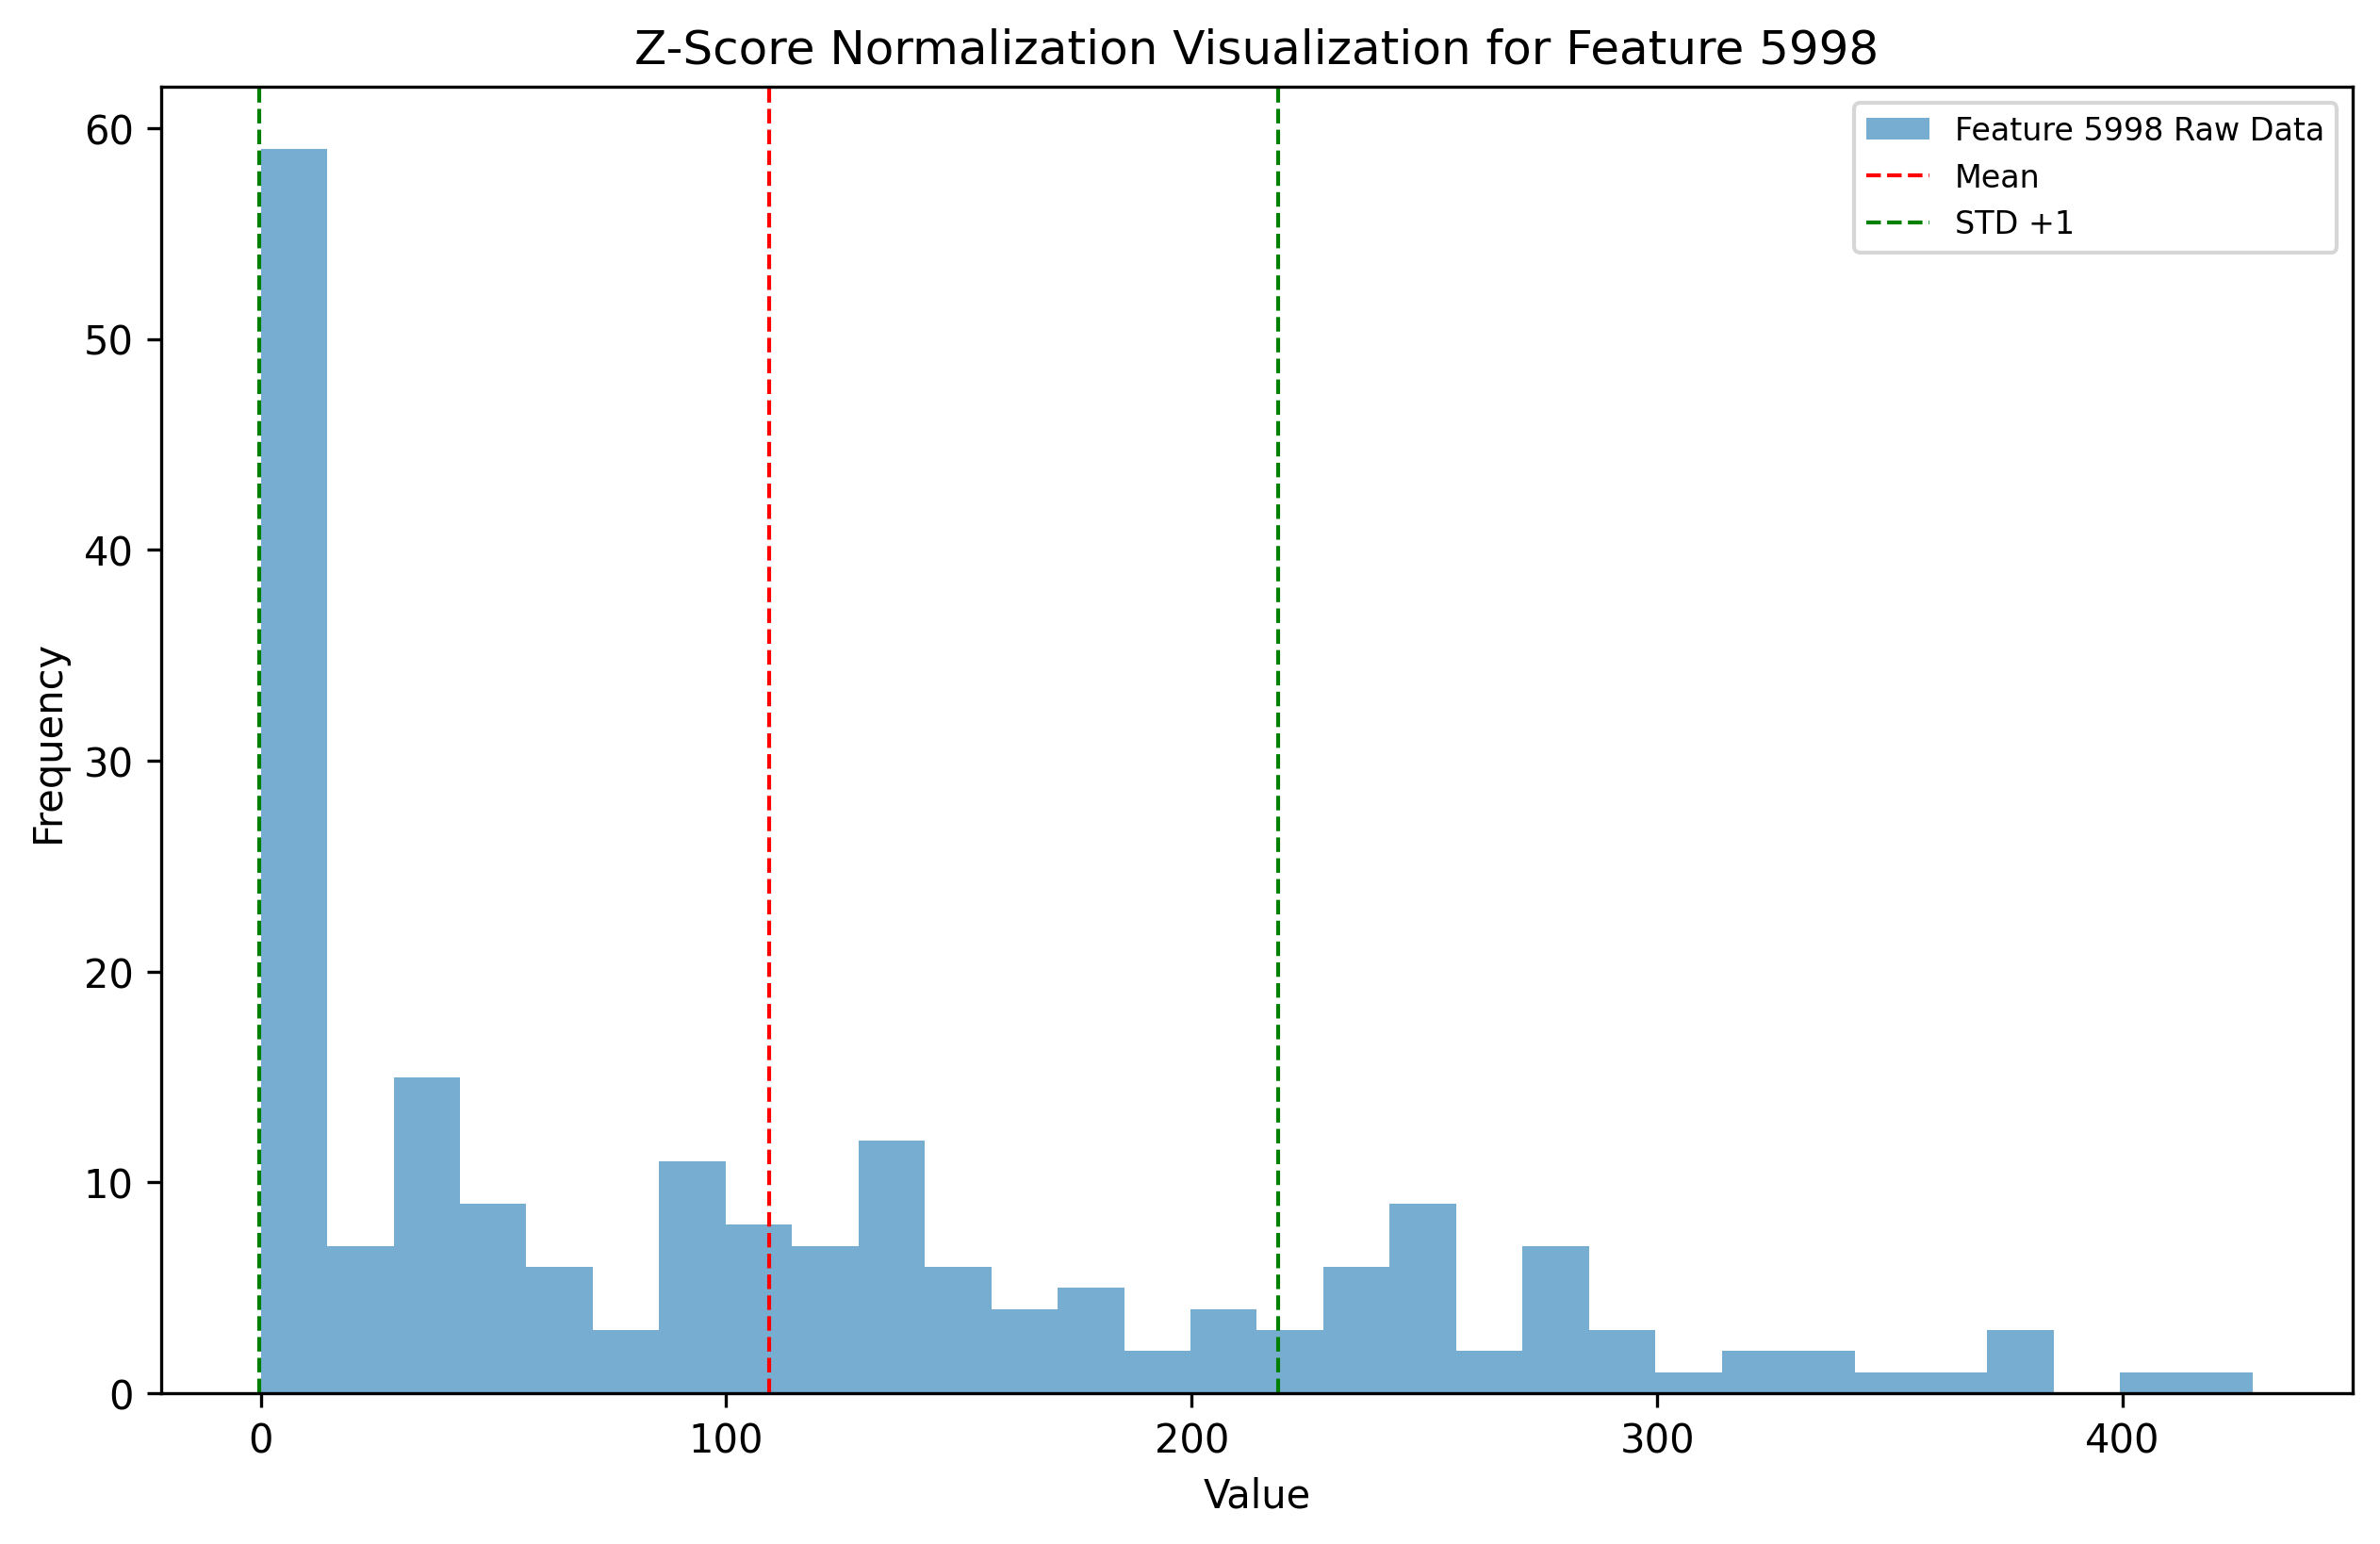 Z-Score Normalization Visualization for Feature 5998
Feature 5998 Raw Data
Mean
STD +1
60
50
40
30
20
10
0
Frequency
0 100 200 300 400
Value